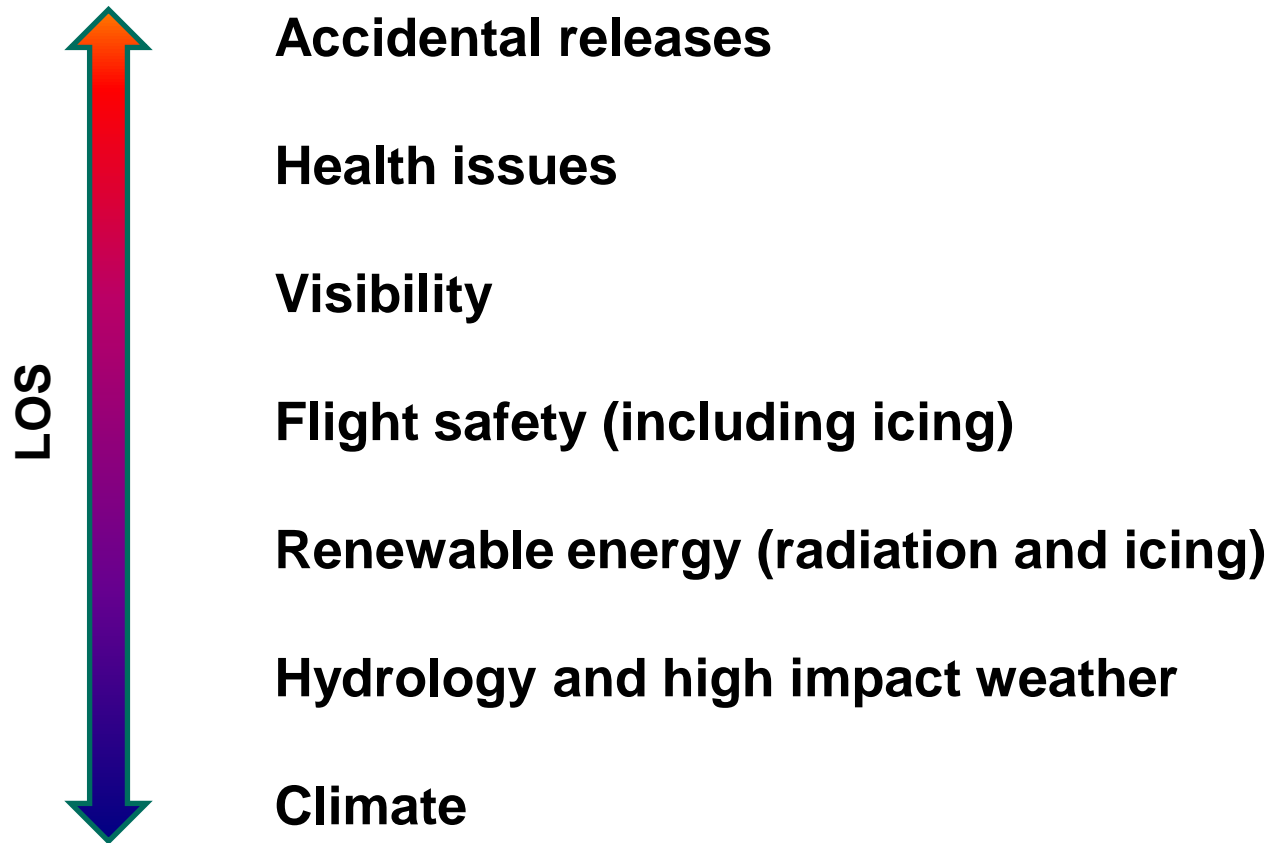 Accidental releases
Health issues
Visibility
LOS
Flight safety (including icing)
Renewable energy (radiation and icing)
Hydrology and high impact weather
Climate